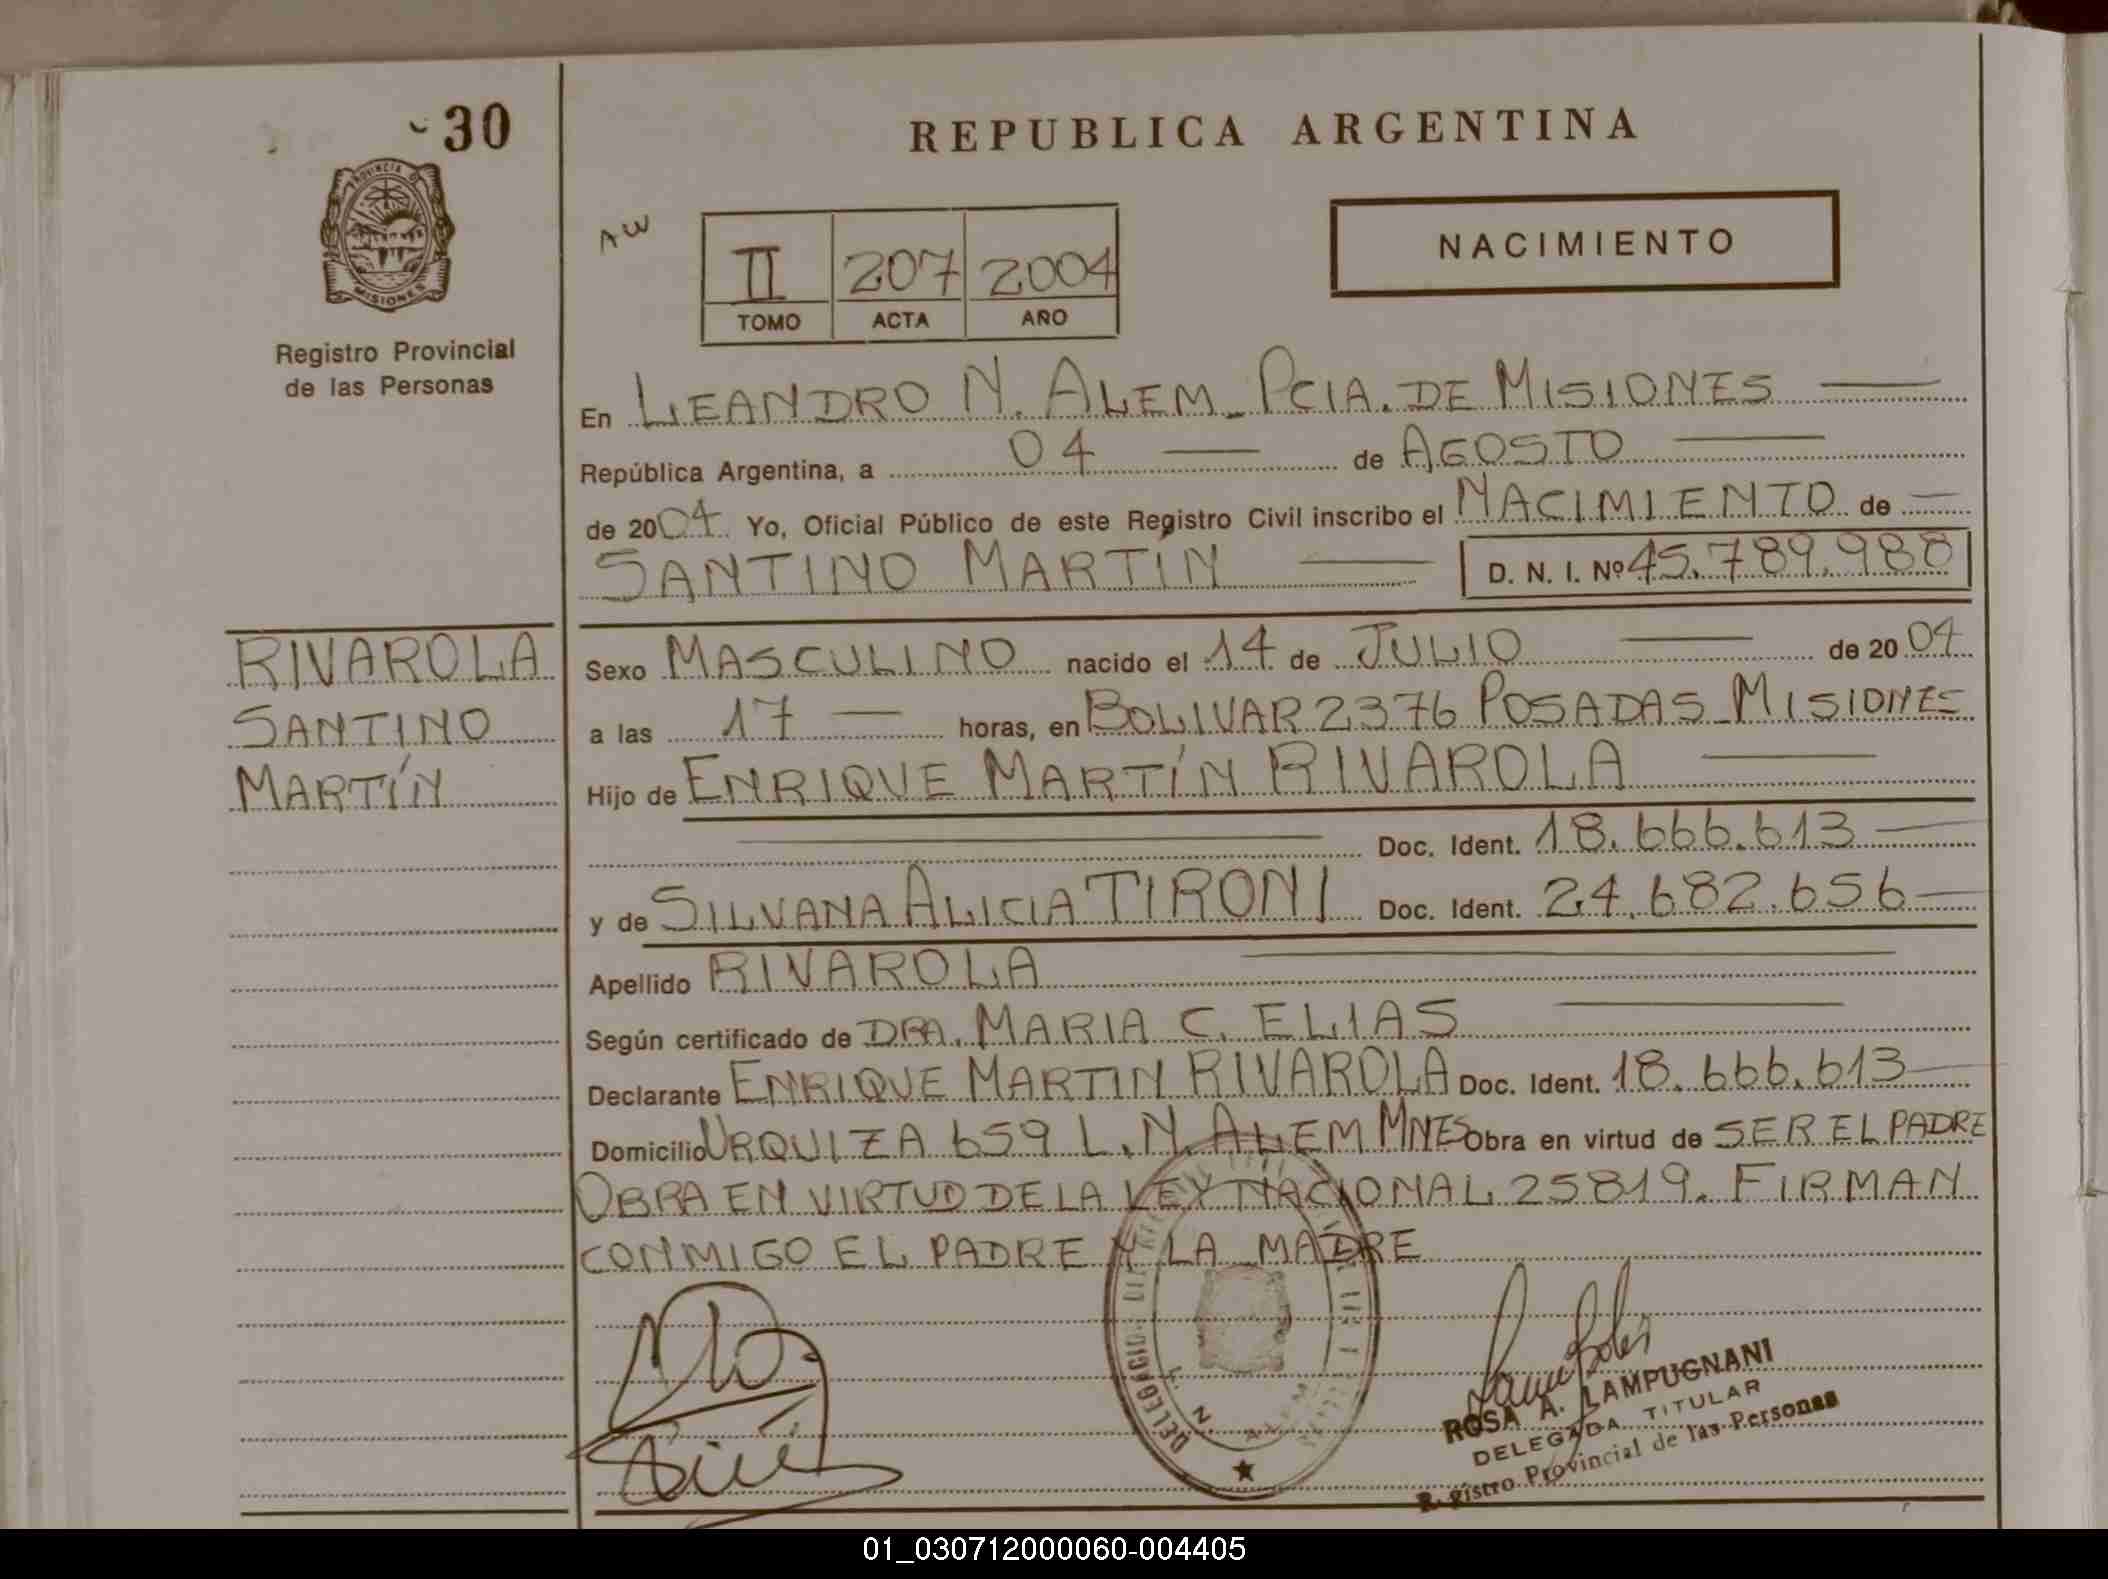 30
REPUBLICA ARGENTINA
PROVINCIA D
MISIONES
Registro Provincial
de las Personas
AW
II 207 2004
TOMO ACTA AÑO
NACIMIENTO
En LEANDRO N. ALEM - PCIA. DE MISIONES
República Argentina, a 04 de AGOSTO
de 2004 Yo, Oficial Público de este Registro Civil inscribo el NACIMIENTO de
SANTINO MARTIN D. N. I. Nº 45.789.988
RIVAROLA
SANTINO
MARTÍN
Sexo MASCULINO nacido el 14 de JULIO de 2004
a las 17 horas, en BOLIVAR 2376 POSADAS - MISIONES
Hijo de ENRIQUE MARTÍN RIVAROLA
Doc. Ident. 18.666.613
y de SILVANA ALICIA TIRONI Doc. Ident. 24.682.656
Apellido RIVAROLA
Según certificado de DRA. MARIA C. ELIAS
Declarante ENRIQUE MARTIN RIVAROLA Doc. Ident. 18.666.613
Domicilio URQUIZA 659 L.N. ALEM MNES Obra en virtud de SER EL PADRE
OBRA EN VIRTUD DE LA LEY NACIONAL 25819. FIRMAN
CONMIGO EL PADRE Y LA MADRE
ROSA A. LAMPUGNANI
DELEGADA TITULAR
Registro Provincial de las Personas
01_030712000060-004405